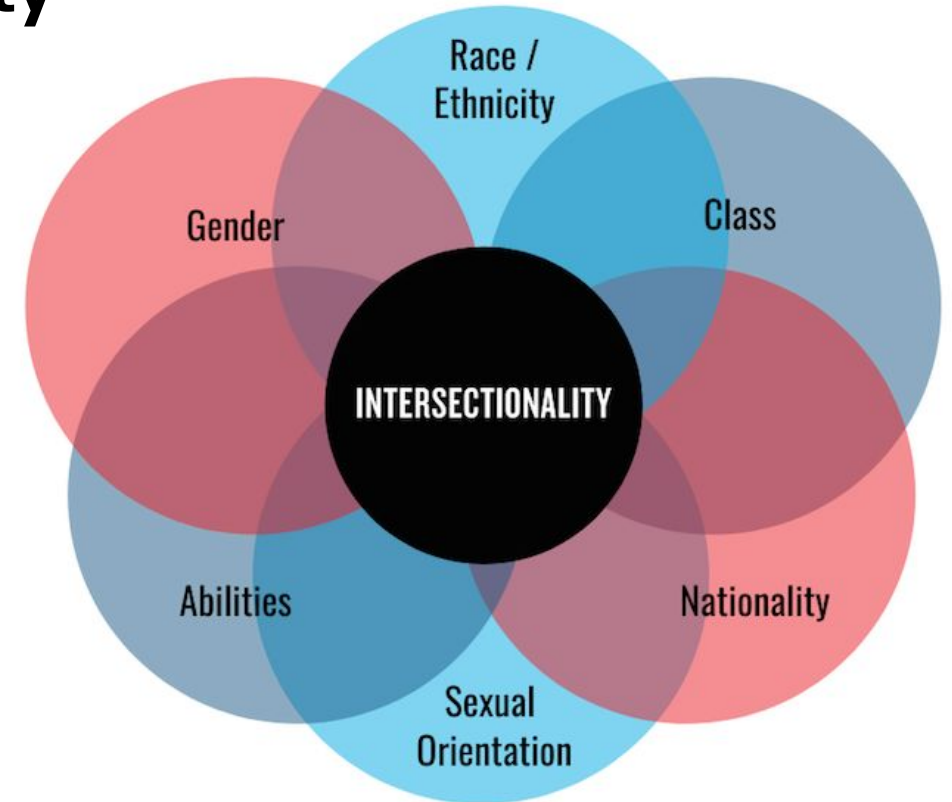 Race /
Ethnicity
Gender
Class
INTERSECTIONALITY
Abilities
Nationality
Sexual
Orientation